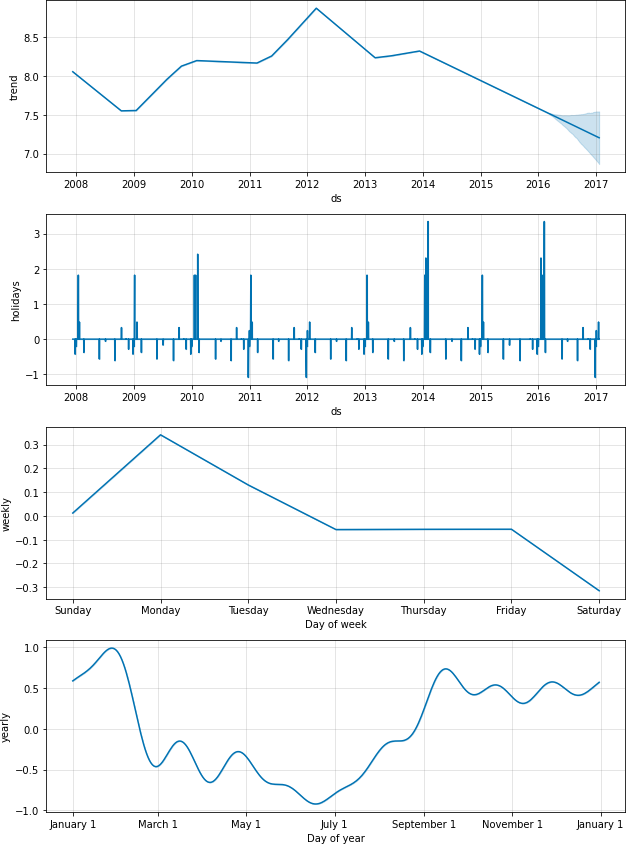 8.5
8.0
7.5
7.0
trend
2008 2009 2010 2011 2012 2013 2014 2015 2016 2017
ds
3
2
1
0
−1
holidays
2008 2009 2010 2011 2012 2013 2014 2015 2016 2017
ds
0.3
0.2
0.1
0.0
−0.1
−0.2
−0.3
weekly
Sunday Monday Tuesday Wednesday Thursday Friday Saturday
Day of week
1.0
0.5
0.0
−0.5
−1.0
yearly
January 1 March 1 May 1 July 1 September 1 November 1 January 1
Day of year